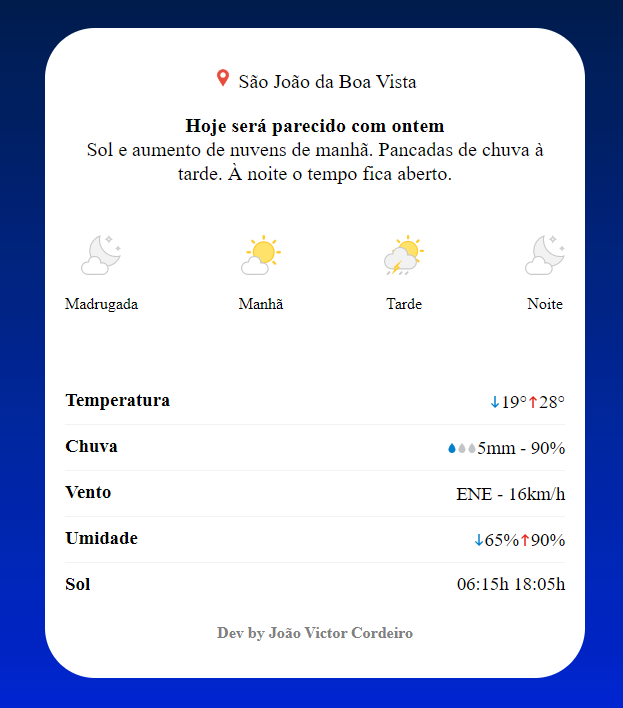 São João da Boa Vista
Hoje será parecido com ontem
Sol e aumento de nuvens de manhã. Pancadas de chuva à
tarde. À noite o tempo fica aberto.
Madrugada Manhã Tarde Noite
Temperatura ↓19°↑28°
Chuva 5mm - 90%
Vento ENE - 16km/h
Umidade ↓65%↑90%
Sol 06:15h 18:05h
Dev by João Victor Cordeiro